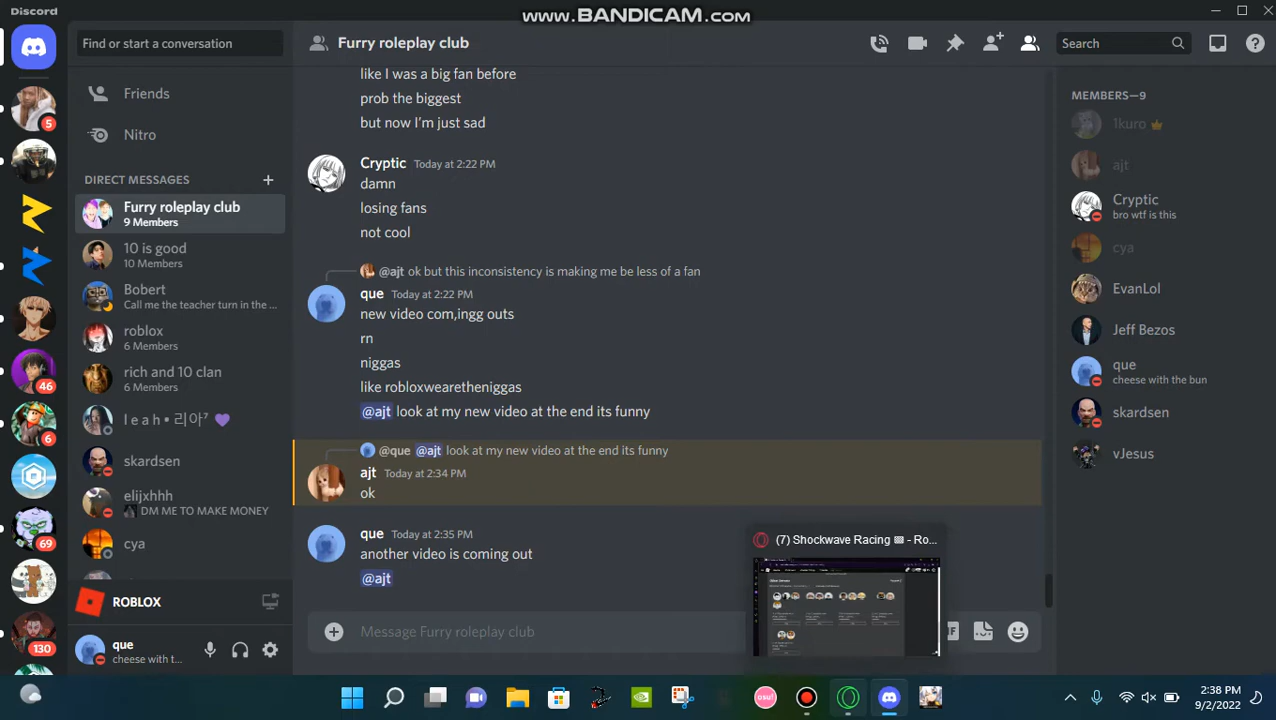 Discord
www.BANDICAM.com
Find or start a conversation
Furry roleplay club
Search
Friends
Nitro
DIRECT MESSAGES
Furry roleplay club
9 Members
10 is good
10 Members
Bobert
Call me the teacher turn in the ...
roblox
6 Members
rich and 10 clan
6 Members
l e a h • 리아⁷ 💜
skardsen
elijxhhh
DM ME TO MAKE MONEY
cya
ROBLOX
que
cheese with t...
5
46
6
69
130
like I was a big fan before
prob the biggest
but now I'm just sad
Cryptic Today at 2:22 PM
damn
losing fans
not cool
@ajt ok but this inconsistency is making me be less of a fan
que Today at 2:22 PM
new video com,ingg outs
rn
niggas
like robloxwearetheniggas
@ajt look at my new video at the end its funny
@que @ajt look at my new video at the end its funny
ajt Today at 2:34 PM
ok
que Today at 2:35 PM
another video is coming out
@ajt
Message Furry roleplay club
(7) Shockwave Racing 🏁 - Ro...
MEMBERS—9
1kuro
ajt
Cryptic
bro wtf is this
cya
EvanLol
Jeff Bezos
que
cheese with the bun
skardsen
vJesus
osu!
2:38 PM
9/2/2022